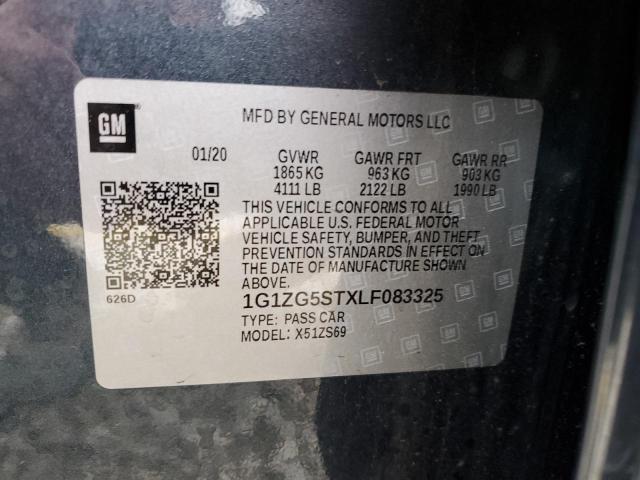 GM
MFD BY GENERAL MOTORS LLC
01/20 GVWR GAWR FRT GAWR RR
1865 KG 963 KG 903 KG
4111 LB 2122 LB 1990 LB
THIS VEHICLE CONFORMS TO ALL
APPLICABLE U.S. FEDERAL MOTOR
VEHICLE SAFETY, BUMPER, AND THEFT
PREVENTION STANDARDS IN EFFECT ON
THE DATE OF MANUFACTURE SHOWN
ABOVE.
626D
1G1ZG5STXLF083325
TYPE: PASS CAR
MODEL: X51ZS69